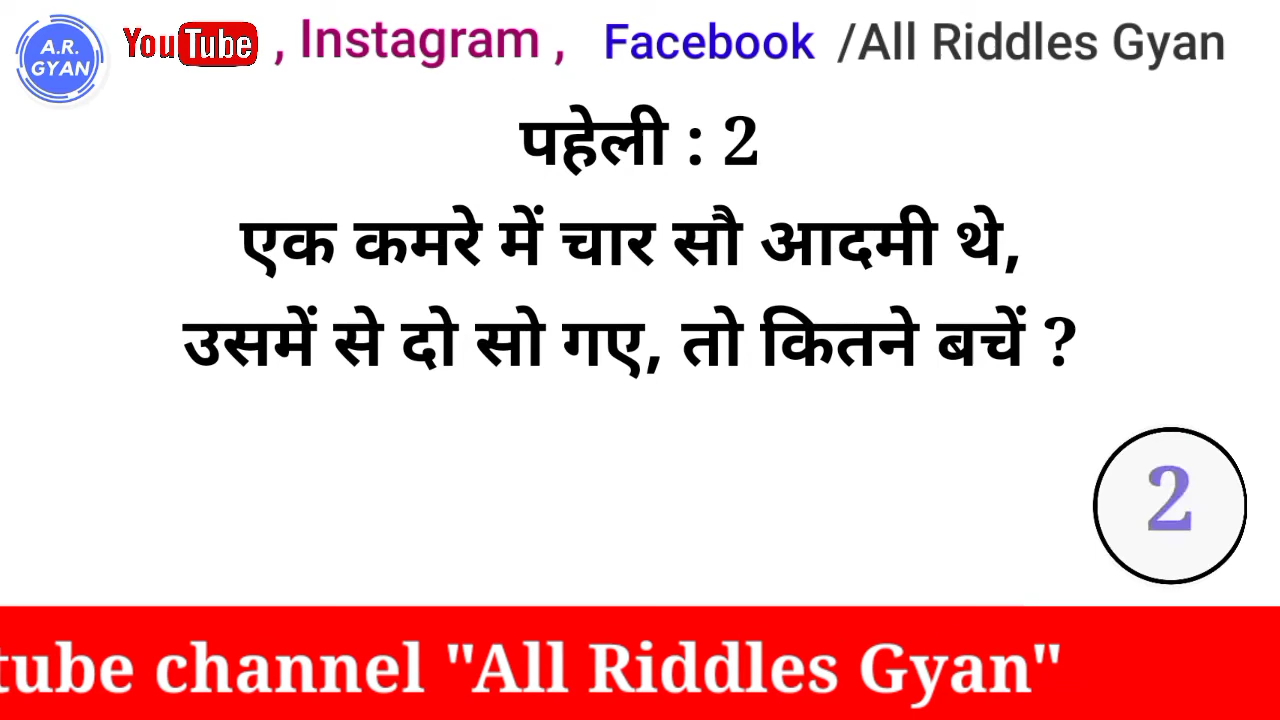 A.R.
GYAN
YouTube , Instagram , Facebook /All Riddles Gyan
पहेली : 2
एक कमरे में चार सौ आदमी थे,
उसमें से दो सो गए, तो कितने बचें ?
2
tube channel "All Riddles Gyan"